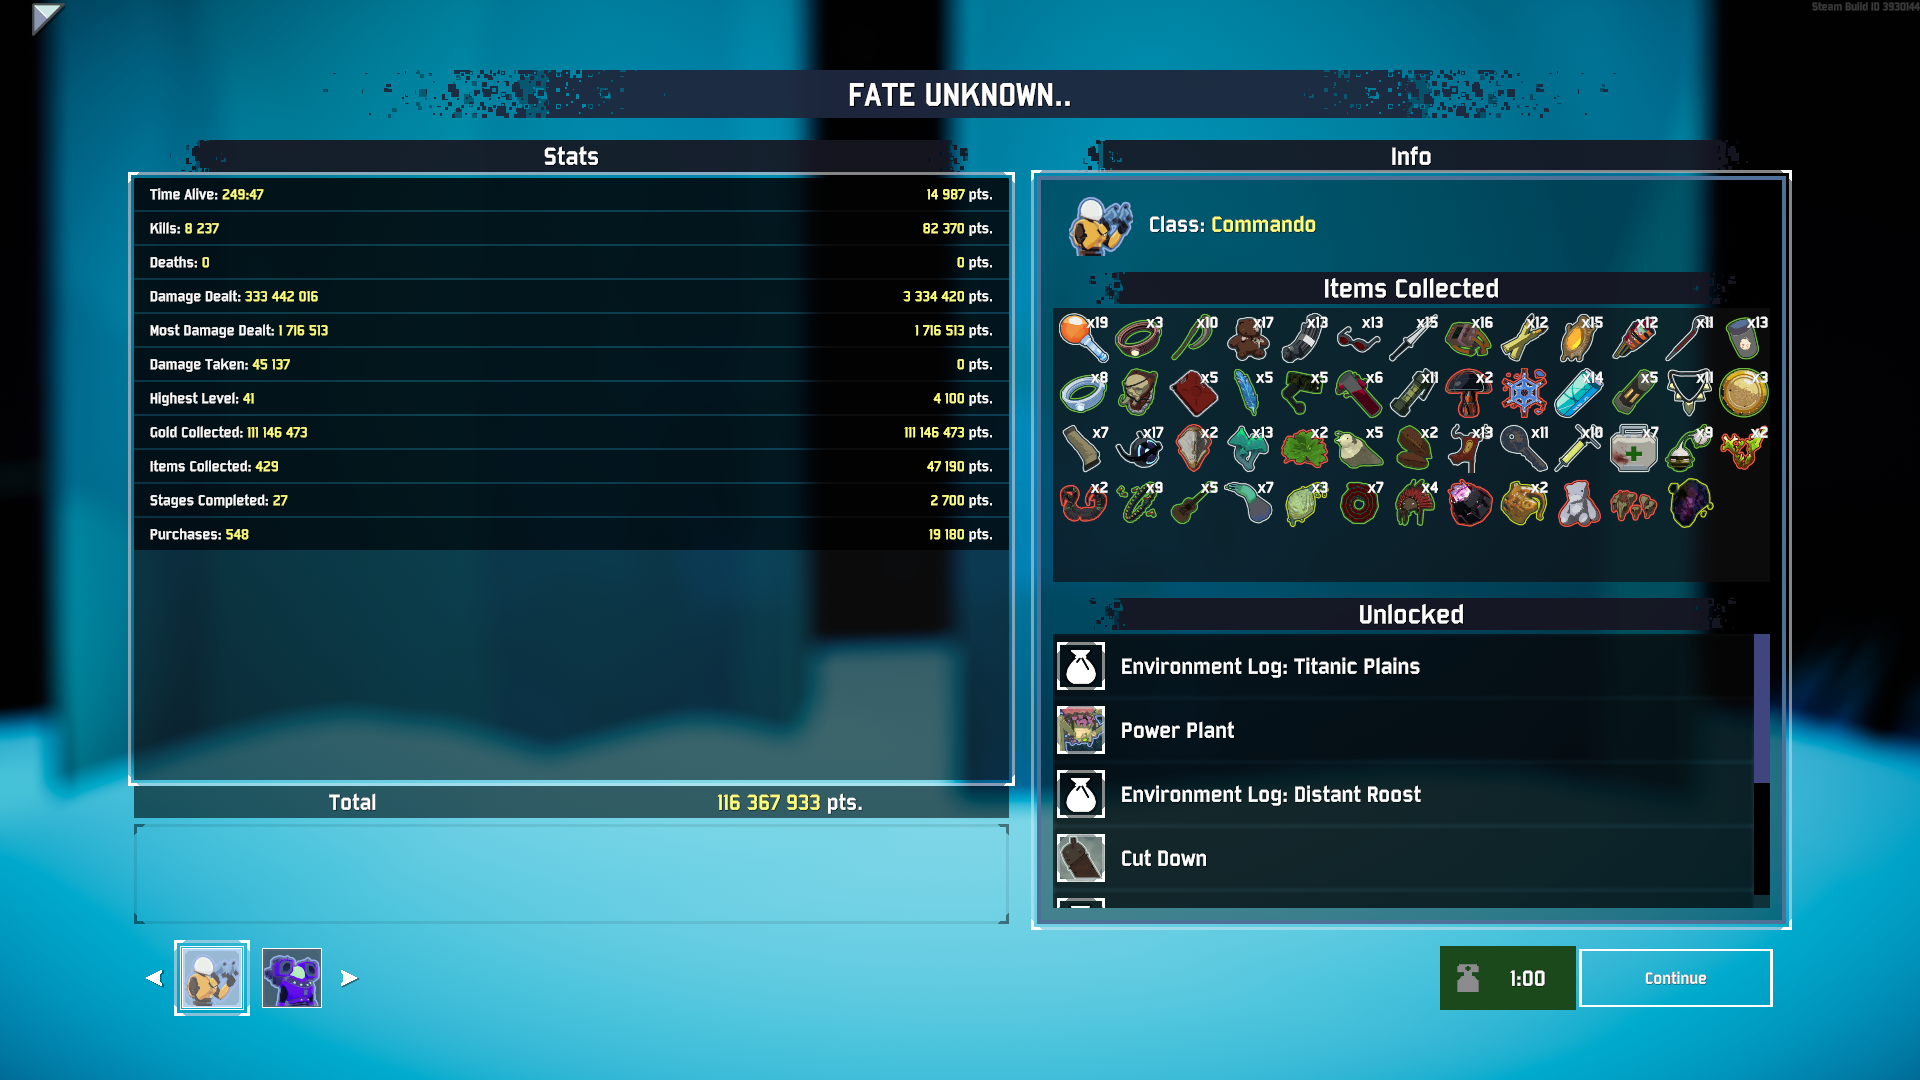 Steam Build ID 3930144
FATE UNKNOWN..
Stats
Time Alive: 249:47 14 987 pts.
Kills: 8 237 82 370 pts.
Deaths: 0 0 pts.
Damage Dealt: 333 442 016 3 334 420 pts.
Most Damage Dealt: 1 716 513 1 716 513 pts.
Damage Taken: 45 137 0 pts.
Highest Level: 41 4 100 pts.
Gold Collected: 111 146 473 111 146 473 pts.
Items Collected: 429 47 190 pts.
Stages Completed: 27 2 700 pts.
Purchases: 548 19 180 pts.
Total 116 367 933 pts.
Info
Class: Commando
Items Collected
x19 x3 x10 x17 x13 x13 x15 x16 x12 x15 x12 x11 x13
x8 x5 x5 x5 x6 x11 x2 x14 x5 x11 x3
x7 x17 x2 x13 x2 x5 x2 x13 x11 x10 x7 x9 x2
x2 x9 x5 x7 x3 x7 x4 x2
Unlocked
Environment Log: Titanic Plains
Power Plant
Environment Log: Distant Roost
Cut Down
1:00
Continue